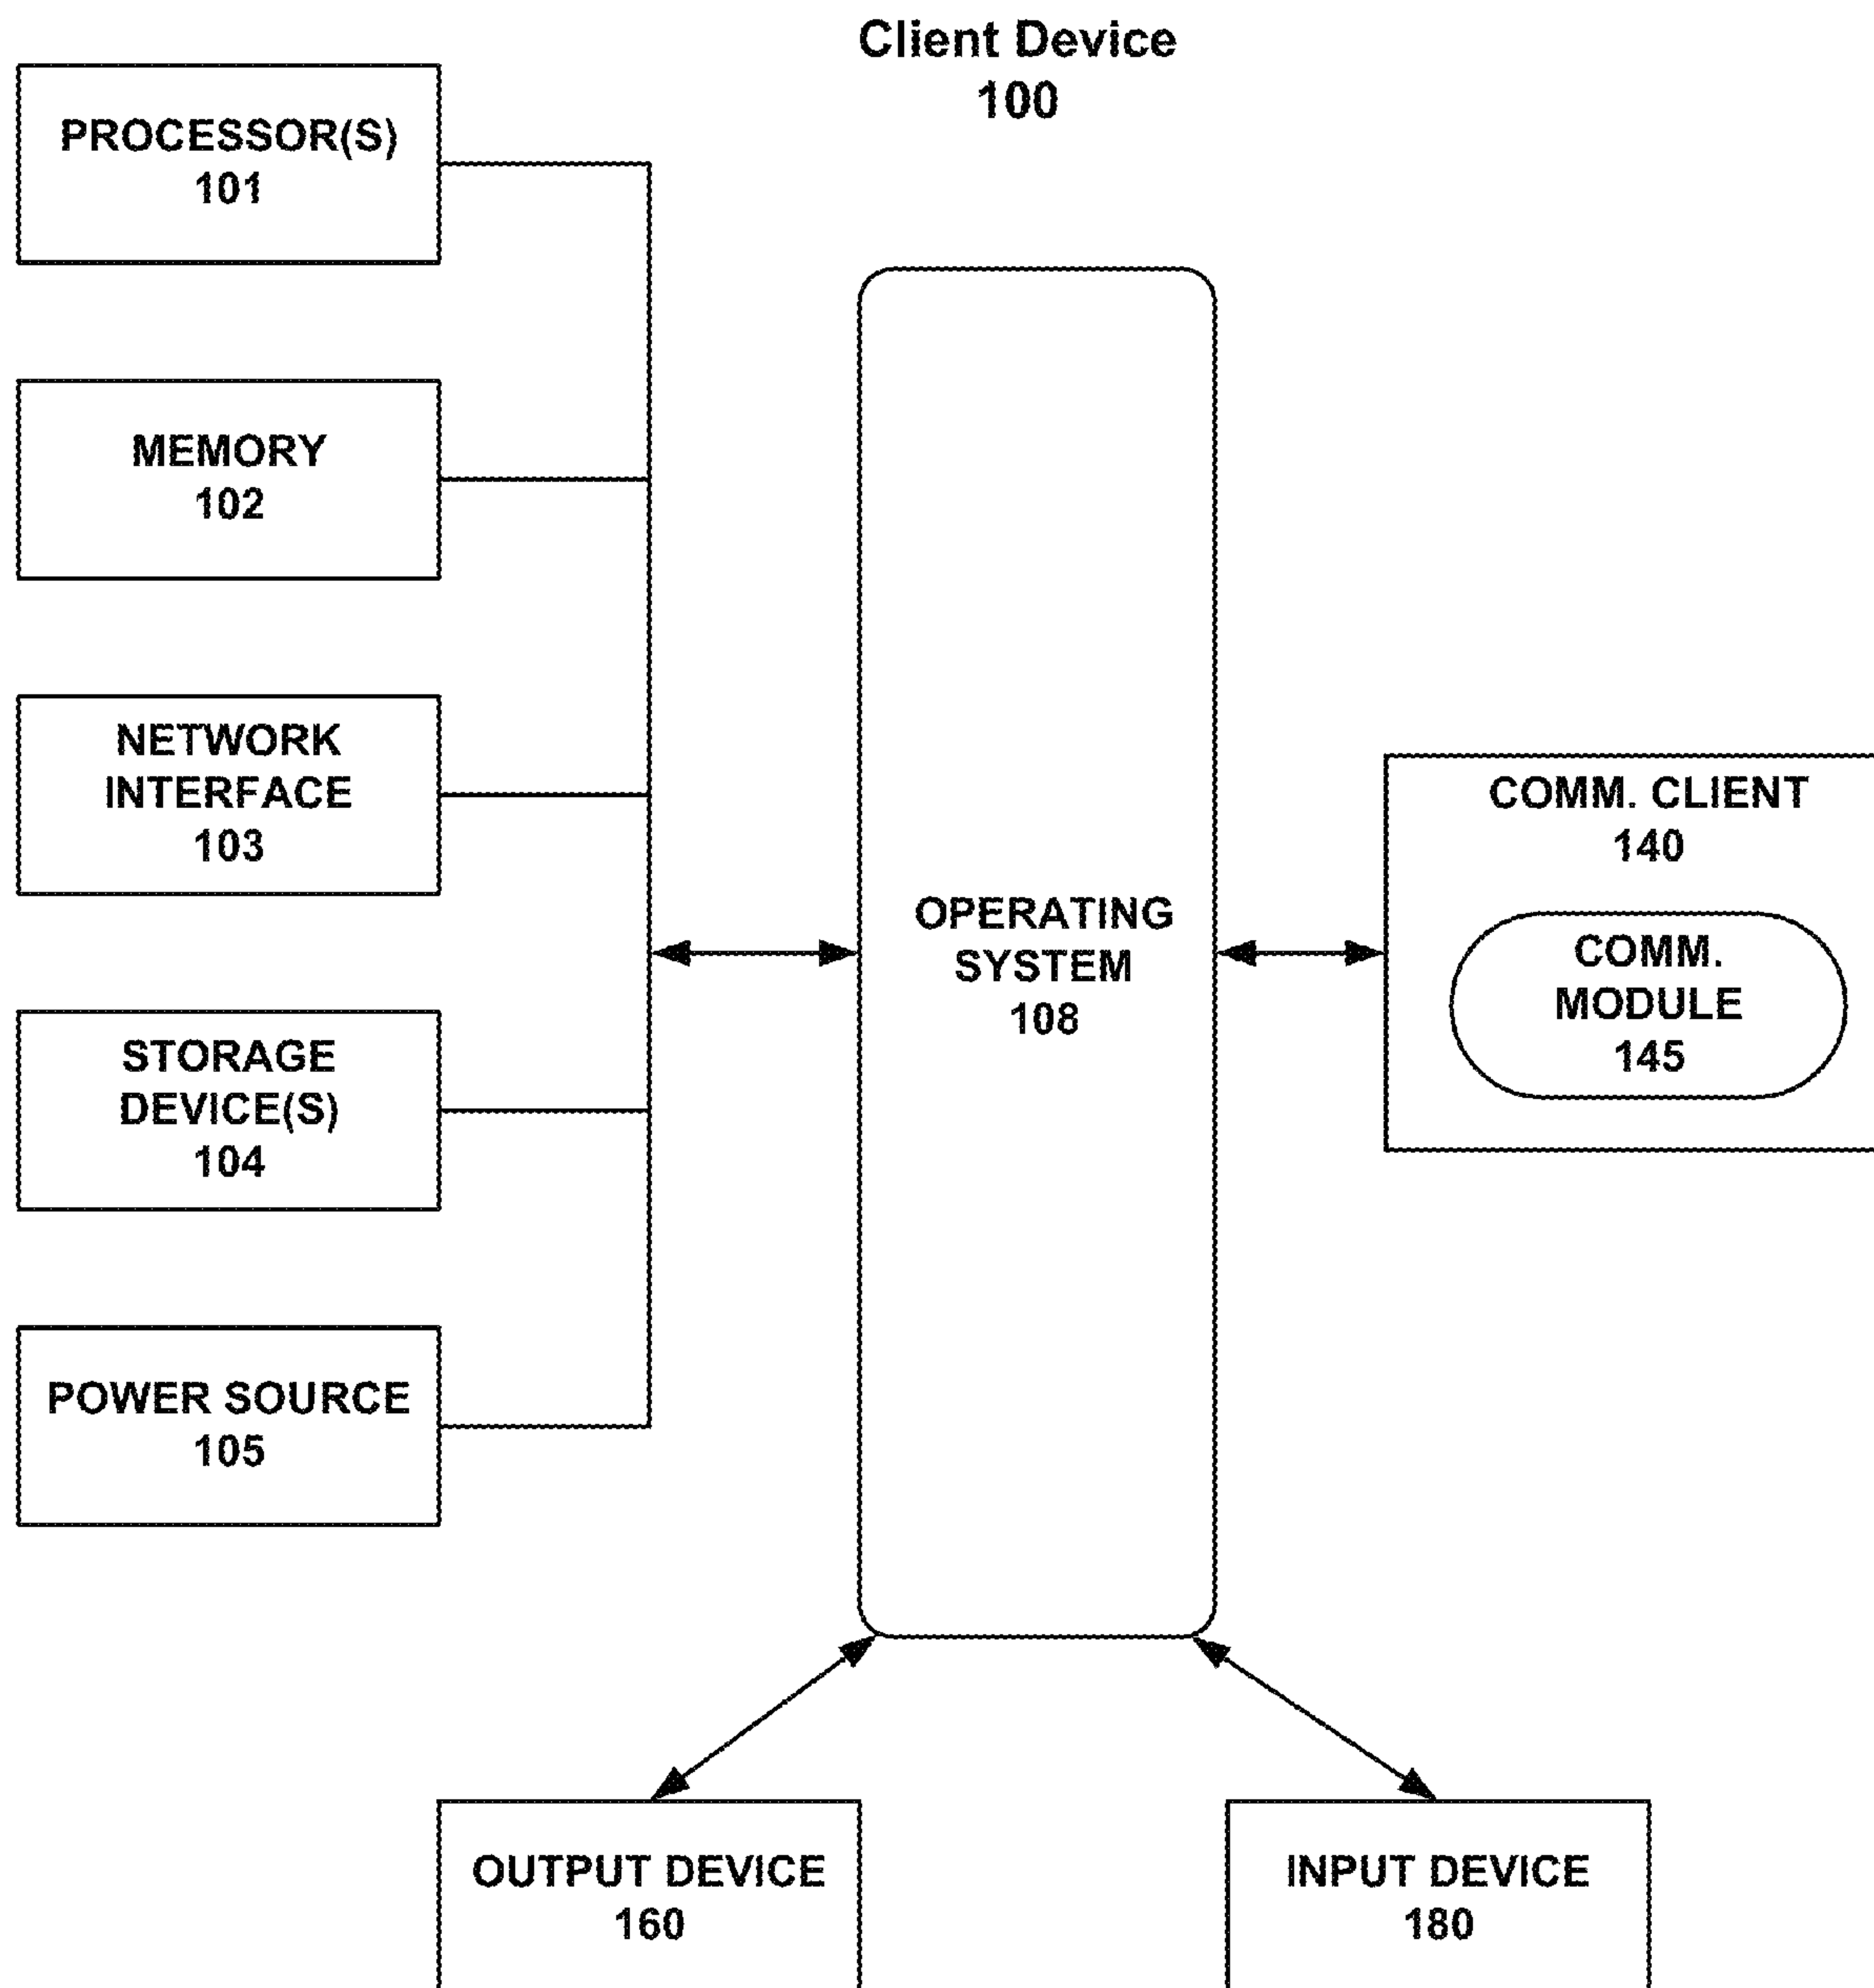 Client Device
100
PROCESSOR(S)
101
MEMORY
102
NETWORK
INTERFACE
103
STORAGE
DEVICE(S)
104
POWER SOURCE
105
OPERATING
SYSTEM
108
COMM. CLIENT
140
COMM.
MODULE
145
OUTPUT DEVICE
160
INPUT DEVICE
180